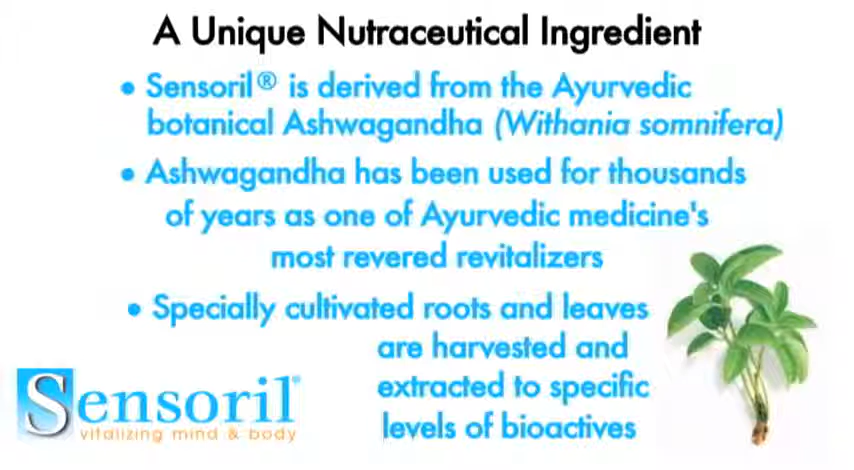 A Unique Nutraceutical Ingredient
• Sensoril® is derived from the Ayurvedic
botanical Ashwagandha (Withania somnifera)
• Ashwagandha has been used for thousands
of years as one of Ayurvedic medicine's
most revered revitalizers
• Specially cultivated roots and leaves
are harvested and
extracted to specific
levels of bioactives
Sensoril®
vitalizing mind & body